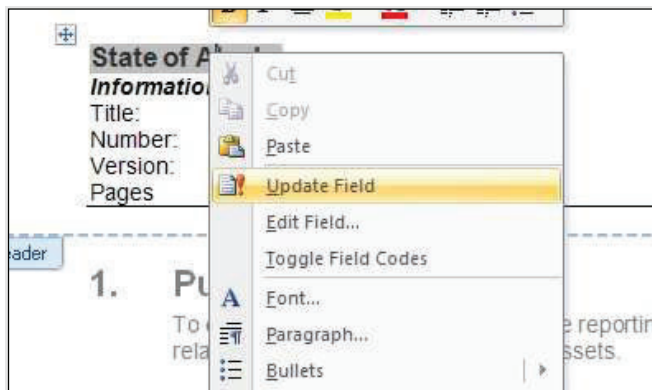 State of A
Informatio
Title:
Number:
Version:
Pages
Cut
Copy
Paste
Update Field
Edit Field...
Toggle Field Codes
Font...
Paragraph...
Bullets
eader
1. Pu
To
e reportin
rela
ssets.